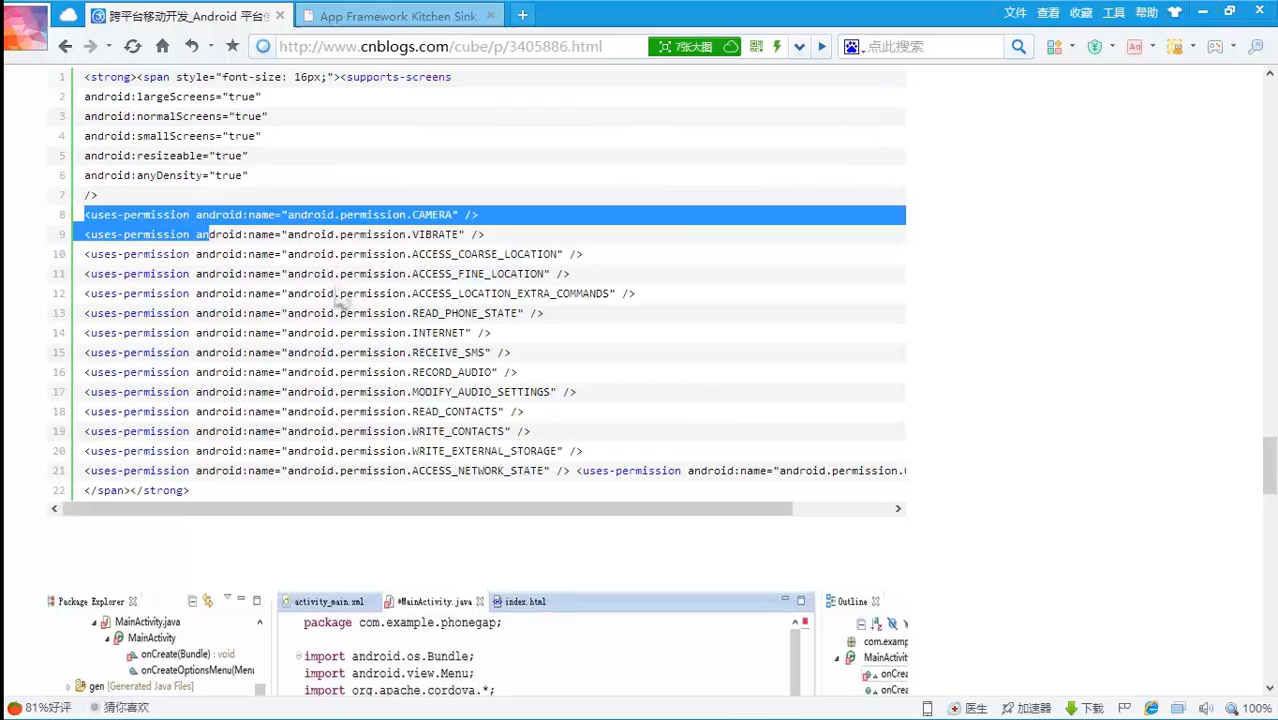 跨平台移动开发_Android 平台
App Framework Kitchen Sink
文件 查看 收藏 工具 帮助
http://www.cnblogs.com/cube/p/3405886.html
7张大图
点此搜索
1 <strong><span style="font-size: 16px;"><supports-screens
2 android:largeScreens="true"
3 android:normalScreens="true"
4 android:smallScreens="true"
5 android:resizeable="true"
6 android:anyDensity="true"
7 />
8 <uses-permission android:name="android.permission.CAMERA" />
9 <uses-permission android:name="android.permission.VIBRATE" />
10 <uses-permission android:name="android.permission.ACCESS_COARSE_LOCATION" />
11 <uses-permission android:name="android.permission.ACCESS_FINE_LOCATION" />
12 <uses-permission android:name="android.permission.ACCESS_LOCATION_EXTRA_COMMANDS" />
13 <uses-permission android:name="android.permission.READ_PHONE_STATE" />
14 <uses-permission android:name="android.permission.INTERNET" />
15 <uses-permission android:name="android.permission.RECEIVE_SMS" />
16 <uses-permission android:name="android.permission.RECORD_AUDIO" />
17 <uses-permission android:name="android.permission.MODIFY_AUDIO_SETTINGS" />
18 <uses-permission android:name="android.permission.READ_CONTACTS" />
19 <uses-permission android:name="android.permission.WRITE_CONTACTS" />
20 <uses-permission android:name="android.permission.WRITE_EXTERNAL_STORAGE" />
21 <uses-permission android:name="android.permission.ACCESS_NETWORK_STATE" /> <uses-permission android:name="android.permission.
22 </span></strong>
Package Explorer
activity_main.xml *MainActivity.java index.html
Outline
MainActivity.java
MainActivity
onCreate(Bundle) : void
onCreateOptionsMenu(Menu
gen [Generated Java Files]
package com.example.phonegap;
import android.os.Bundle;
import android.view.Menu;
import org.apache.cordova.*;
com.examp
MainActivi
onCrea
onCrea
81%好评 猜你喜欢
医生 加速器 下载 100%